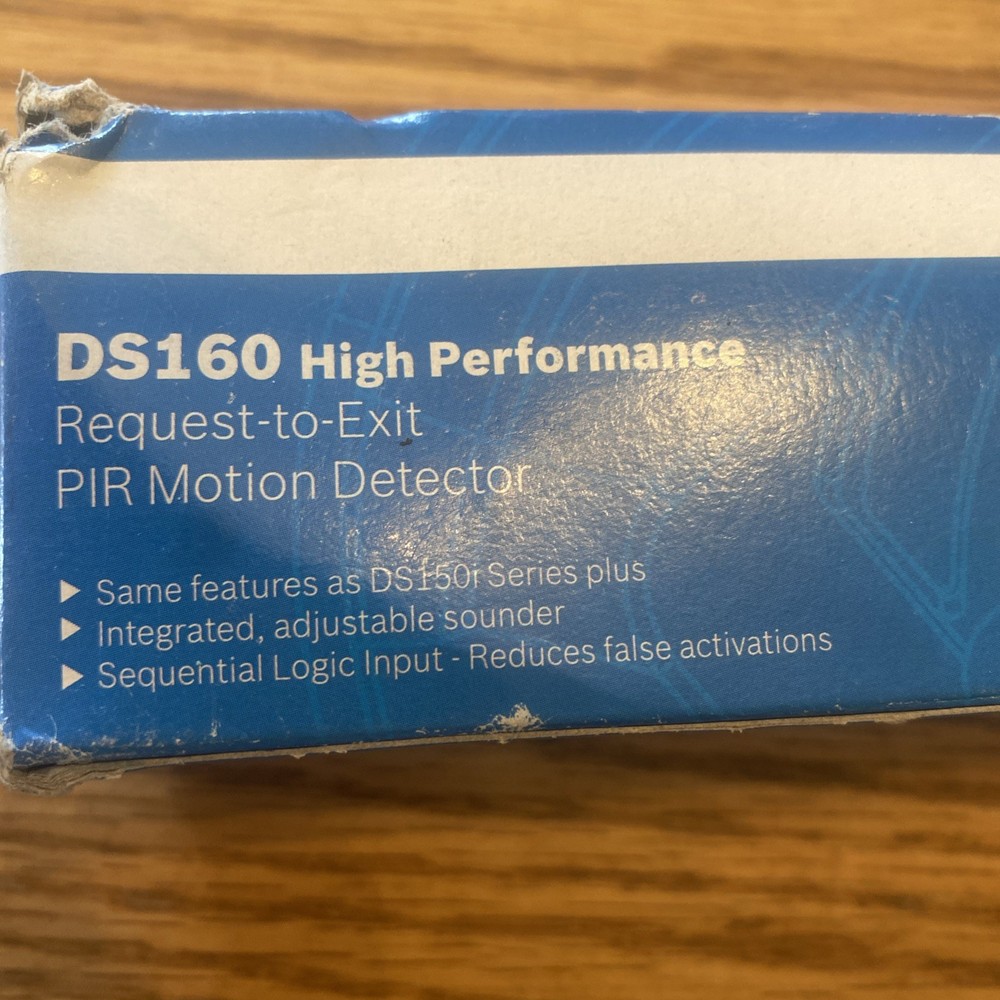 DS160 High Performance
Request-to-Exit
PIR Motion Detector
Same features as DS150i Series plus
Integrated, adjustable sounder
Sequential Logic Input - Reduces false activations